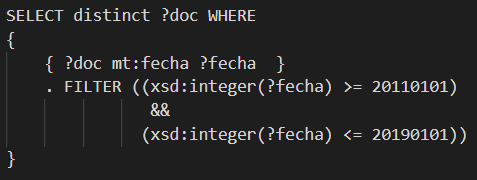 SELECT distinct ?doc WHERE
{
{ ?doc mt:fecha ?fecha }
. FILTER ((xsd:integer(?fecha) >= 20110101)
&&
(xsd:integer(?fecha) <= 20190101))
}